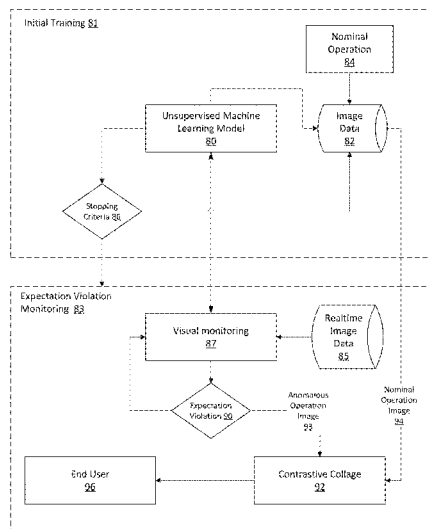 Initial Training 81
Nominal
Operation
84
Unsupervised Machine
Learning Model
80
Image
Data
82
Stopping
Criteria 86
Expectation Violation
Monitoring 83
Visual monitoring
87
Realtime
Image
Data
85
Expectation
Violation 90
Anomalous
Operation
Image
93
Nominal
Operation
Image
94
End User
96
Contrastive Collage
92